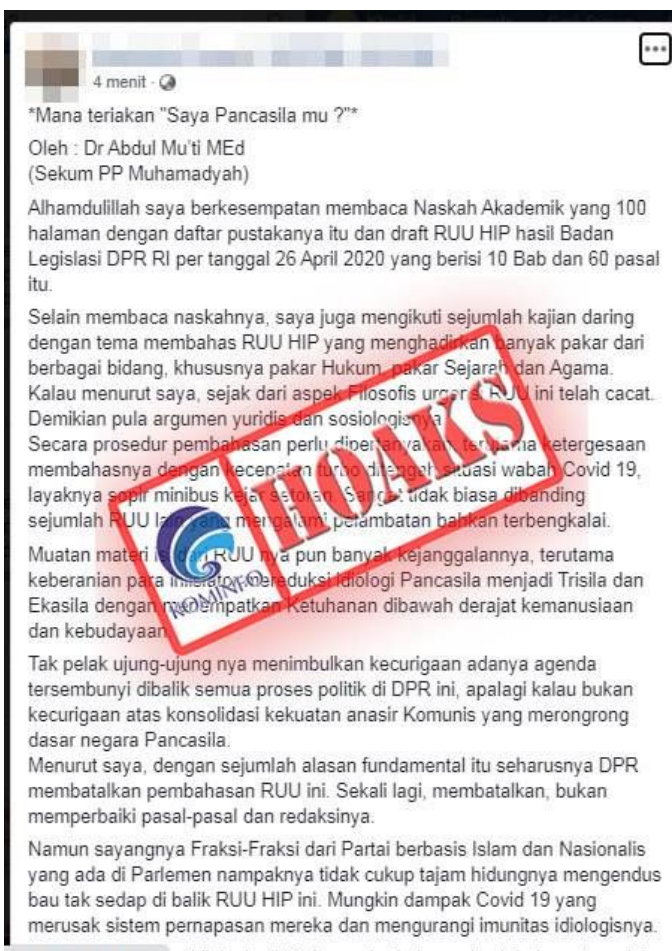 4 menit ·
*Mana teriakan "Saya Pancasila mu ?"*
Oleh : Dr Abdul Mu'ti MEd
(Sekum PP Muhamadyah)
Alhamdulillah saya berkesempatan membaca Naskah Akademik yang 100
halaman dengan daftar pustakanya itu dan draft RUU HIP hasil Badan
Legislasi DPR RI per tanggal 26 April 2020 yang berisi 10 Bab dan 60 pasal
itu.
Selain membaca naskahnya, saya juga mengikuti sejumlah kajian daring
dengan tema membahas RUU HIP yang menghadirkan banyak pakar dari
berbagai bidang, khususnya pakar Hukum, pakar Sejarah dan Agama.
Kalau menurut saya, sejak dari aspek Filosofis urgensi RUU ini telah cacat.
Demikian pula argumen yuridis dan sosiologisnya
Secara prosedur pembahasan perlu dipertanyakan, terutama ketergesaan
membahasnya dengan kecepatan turbo ditengah situasi wabah Covid 19,
layaknya sopir minibus kejar setoran. Sangat tidak biasa dibanding
sejumlah RUU lain yang mengalami pelambatan bahkan terbengkalai.
Muatan materi isi dari RUU nya pun banyak kejanggalannya, terutama
keberanian para inisiator mereduksi Idiologi Pancasila menjadi Trisila dan
Ekasila dengan menempatkan Ketuhanan dibawah derajat kemanusiaan
dan kebudayaan.
HOAKS
KOMINFO
Tak pelak ujung-ujung nya menimbulkan kecurigaan adanya agenda
tersembunyi dibalik semua proses politik di DPR ini, apalagi kalau bukan
kecurigaan atas konsolidasi kekuatan anasir Komunis yang merongrong
dasar negara Pancasila.
Menurut saya, dengan sejumlah alasan fundamental itu seharusnya DPR
membatalkan pembahasan RUU ini. Sekali lagi, membatalkan, bukan
memperbaiki pasal-pasal dan redaksinya.
Namun sayangnya Fraksi-Fraksi dari Partai berbasis Islam dan Nasionalis
yang ada di Parlemen nampaknya tidak cukup tajam hidungnya mengendus
bau tak sedap di balik RUU HIP ini. Mungkin dampak Covid 19 yang
merusak sistem pernapasan mereka dan mengurangi imunitas idiologisnya.